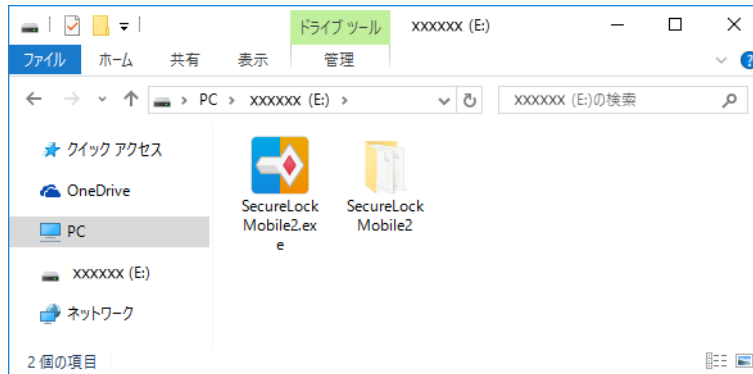 ドライブ ツール
xxxxxx (E:)
ファイル
ホーム
共有
表示
管理
PC
xxxxxx (E:)
xxxxxx (E:)の検索
クイック アクセス
OneDrive
PC
xxxxxx (E:)
ネットワーク
SecureLock
Mobile2.ex
e
SecureLock
Mobile2
2 個の項目